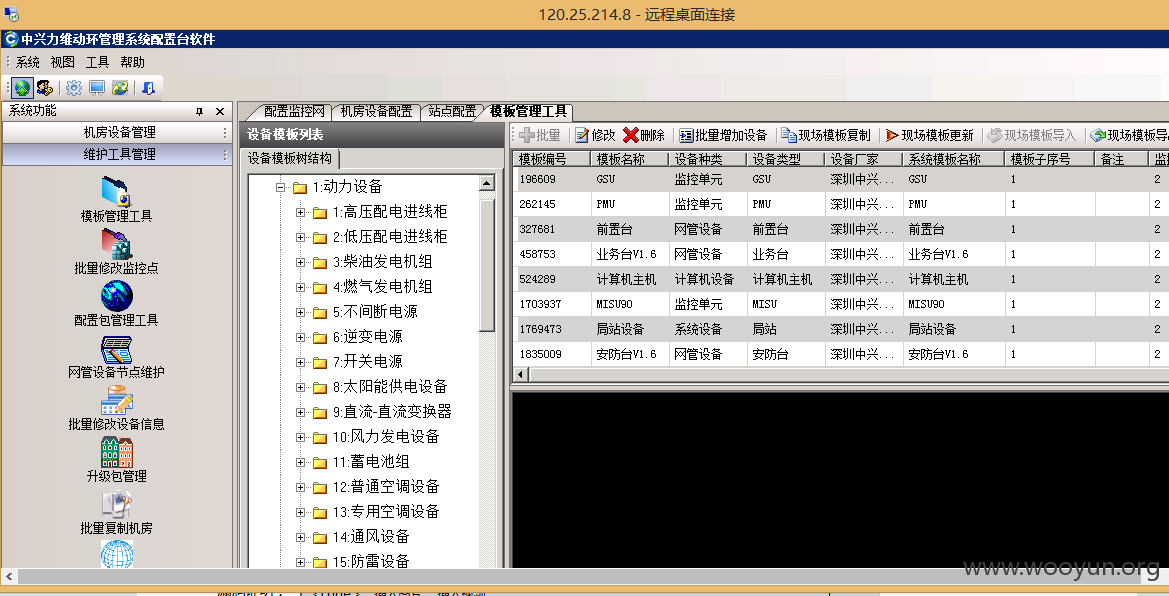 120.25.214.8 - 远程桌面连接
中兴力维动环管理系统配置台软件
系统 视图 工具 帮助
系统功能
机房设备管理
维护工具管理
模板管理工具
批量修改监控点
配置包管理工具
网管设备节点维护
批量修改设备信息
升级包管理
批量复制机房
配置监控网 机房设备配置 站点配置 模板管理工具
设备模板列表
设备模板树结构
1:动力设备
1:高压配电进线柜
2:低压配电进线柜
3:柴油发电机组
4:燃气发电机组
5:不间断电源
6:逆变电源
7:开关电源
8:太阳能供电设备
9:直流-直流变换器
10:风力发电设备
11:蓄电池组
12:普通空调设备
13:专用空调设备
14:通风设备
15:防雷设备
批量 修改 删除 批量增加设备 现场模板复制 现场模板更新 现场模板导入 现场模板导出
模板编号 模板名称 设备种类 设备类型 设备厂家 系统模板名称 模板子序号 备注 监
196609 GSU 监控单元 GSU 深圳中兴... GSU 1 2
262145 PMU 监控单元 PMU 深圳中兴... PMU 1 2
327681 前置台 网管设备 前置台 深圳中兴... 前置台 1 2
458753 业务台V1.6 网管设备 业务台 深圳中兴... 业务台V1.6 1 2
524289 计算机主机 计算机设备 计算机主机 深圳中兴... 计算机主机 1 2
1703937 MISU90 监控单元 MISU 深圳中兴... MISU90 1 2
1769473 局站设备 系统设备 局站 深圳中兴... 局站设备 1 2
1835009 安防台V1.6 网管设备 安防台 深圳中兴... 安防台V1.6 1 2
www.wooyun.org